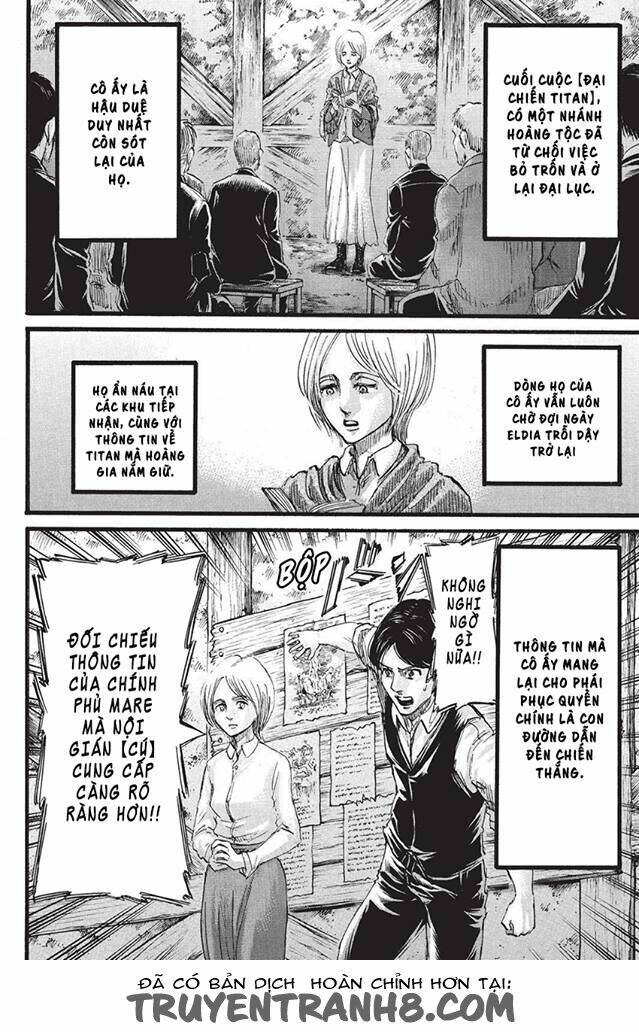 CUỐI CUỘC [ĐẠI
CHIẾN TITAN],
CÓ MỘT NHÁNH
HOÀNG TỘC ĐÃ
TỪ CHỐI VIỆC
BỎ TRỐN VÀ Ở
LẠI ĐẠI LỤC.
CÔ ẤY LÀ
HẬU DUỆ
DUY NHẤT
CÒN SÓT
LẠI CỦA
HỌ.
DÒNG HỌ CỦA
CÔ ẤY VẪN LUÔN
CHỜ ĐỢI NGÀY
ELDIA TRỖI DẬY
TRỞ LẠI
HỌ ẨN NÁU TẠI
CÁC KHU TIẾP
NHẬN, CÙNG VỚI
THÔNG TIN VỀ
TITAN MÀ HOÀNG
GIA NẮM GIỮ.
THÔNG TIN MÀ
CÔ ẤY MANG
LẠI CHO PHÁI
PHỤC QUYỀN
CHÍNH LÀ CON
ĐƯỜNG DẪN
ĐẾN CHIẾN
THẮNG.
KHÔNG
NGHI
NGỜ
GÌ
NỮA!!
BỘP
ĐỐI CHIẾU
THÔNG TIN
CỦA CHÍNH
PHỦ MARE
MÀ NỘI
GIÁN [CÚ]
CUNG CẤP
CÀNG RÕ
RÀNG HƠN!!
ĐÃ CÓ BẢN DỊCH HOÀN CHỈNH HƠN TẠI:
TRUYENTRANH8.COM